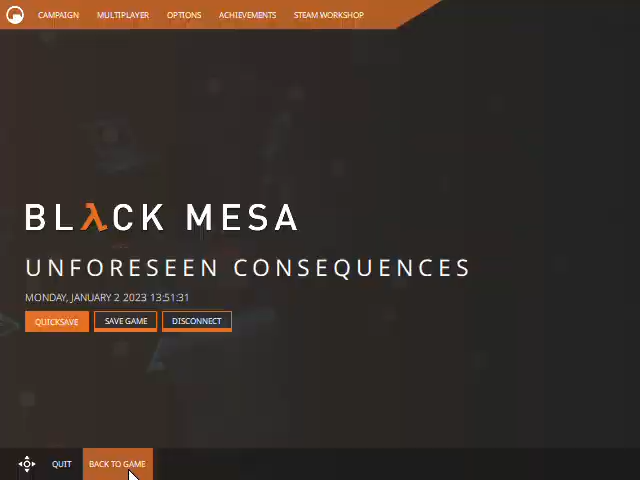 CAMPAIGN MULTIPLAYER OPTIONS ACHIEVEMENTS STEAM WORKSHOP
BLλCK MESA
UNFORESEEN CONSEQUENCES
MONDAY, JANUARY 2 2023 13:51:31
QUICKSAVE SAVE GAME DISCONNECT
QUIT BACK TO GAME